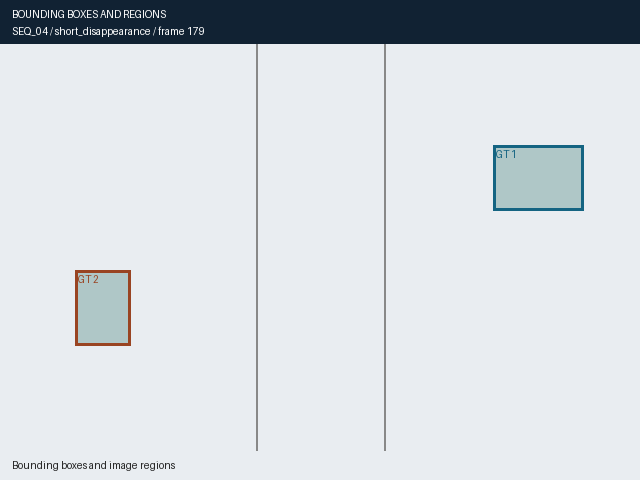 BOUNDING BOXES AND REGIONS
SEQ_04/short_disappearance/frame 179
GT1
GT2
Bounding boxes and image regions